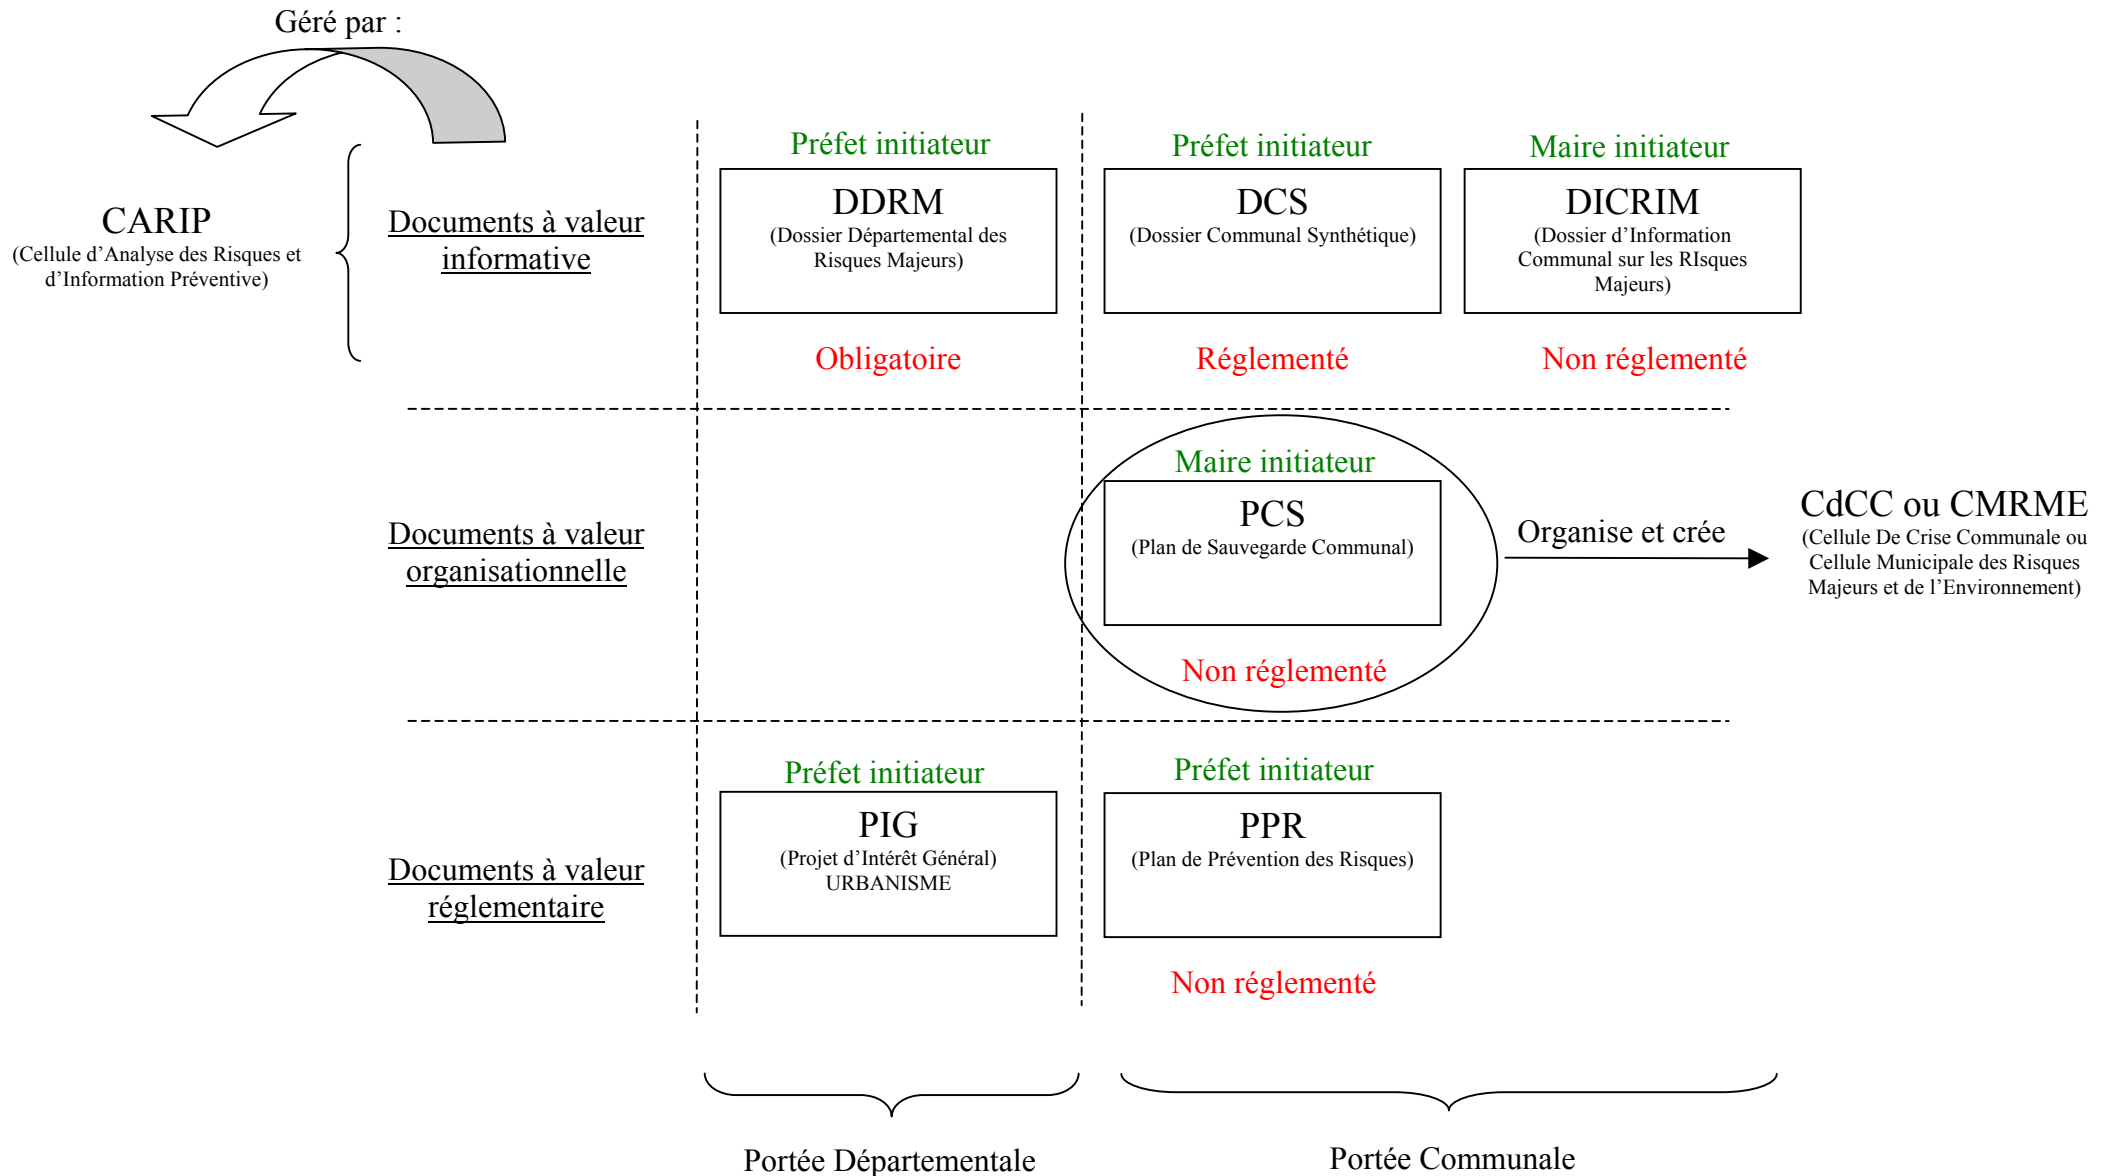 Géré par :
Préfet initiateur
Préfet initiateur
Maire initiateur
CARIP
(Cellule d’Analyse des Risques et
d’Information Préventive)
Documents à valeur
informative
DDRM
(Dossier Départemental des
Risques Majeurs)
DCS
(Dossier Communal Synthétique)
DICRIM
(Dossier d’Information
Communal sur les RIsques
Majeurs)
Obligatoire
Réglementé
Non réglementé
Documents à valeur
organisationnelle
Maire initiateur
PCS
(Plan de Sauvegarde Communal)
Non réglementé
Organise et crée
CdCC ou CMRME
(Cellule De Crise Communale ou
Cellule Municipale des Risques
Majeurs et de l’Environnement)
Documents à valeur
réglementaire
Préfet initiateur
PIG
(Projet d’Intérêt Général)
URBANISME
Préfet initiateur
PPR
(Plan de Prévention des Risques)
Non réglementé
Portée Départementale
Portée Communale